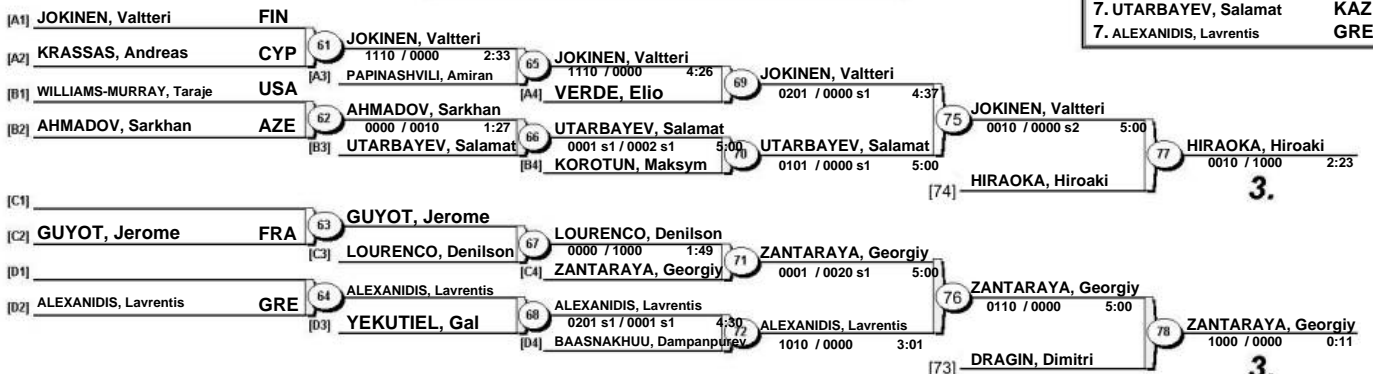 7. UTARBAYEV, Salamat KAZ
7. ALEXANIDIS, Lavrentis GRE
[A1] JOKINEN, Valtteri FIN
[A2] KRASSAS, Andreas CYP
61 JOKINEN, Valtteri
1110 / 0000 2:33
[A3] PAPINASHVILI, Amiran
65 JOKINEN, Valtteri
1110 / 0000 4:26
[A4] VERDE, Elio
69 JOKINEN, Valtteri
0201 / 0000 s1 4:37
[B1] WILLIAMS-MURRAY, Taraje USA
[B2] AHMADOV, Sarkhan AZE
62 AHMADOV, Sarkhan
0000 / 0010 1:27
[B3] UTARBAYEV, Salamat
66 UTARBAYEV, Salamat
0001 s1 / 0002 s1 5:00
[B4] KOROTUN, Maksym
70 UTARBAYEV, Salamat
0101 / 0000 s1 5:00
75 JOKINEN, Valtteri
0010 / 0000 s2 5:00
[74] HIRAOKA, Hiroaki
77 HIRAOKA, Hiroaki
0010 / 1000 2:23
3.
[C1]
[C2] GUYOT, Jerome FRA
63 GUYOT, Jerome
[C3] LOURENCO, Denilson
67 LOURENCO, Denilson
0000 / 1000 1:49
[C4] ZANTARAYA, Georgiy
71 ZANTARAYA, Georgiy
0001 / 0020 s1 5:00
[D1]
[D2] ALEXANIDIS, Lavrentis GRE
64 ALEXANIDIS, Lavrentis
[D3] YEKUTIEL, Gal
68 ALEXANIDIS, Lavrentis
0201 s1 / 0001 s1 4:30
[D4] BAASNAKHUU, Dampanpurev
72 ALEXANIDIS, Lavrentis
1010 / 0000 3:01
76 ZANTARAYA, Georgiy
0110 / 0000 5:00
[73] DRAGIN, Dimitri
78 ZANTARAYA, Georgiy
1000 / 0000 0:11
3.